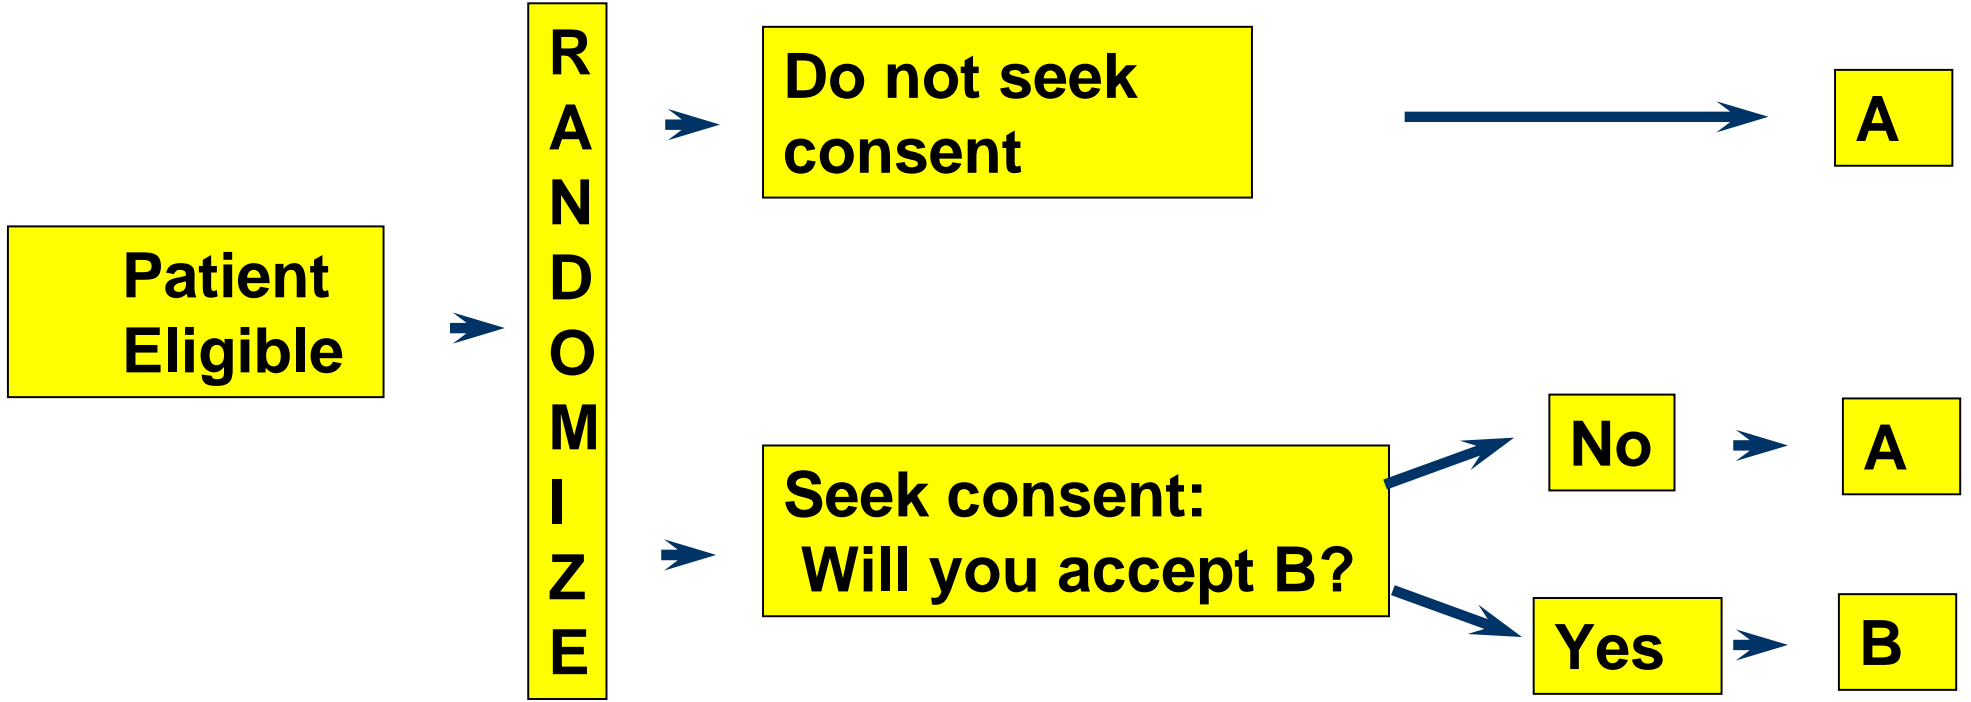 Patient
Eligible
R
A
N
D
O
M
I
Z
E
Do not seek
consent
A
Seek consent:
Will you accept B?
No
A
Yes
B